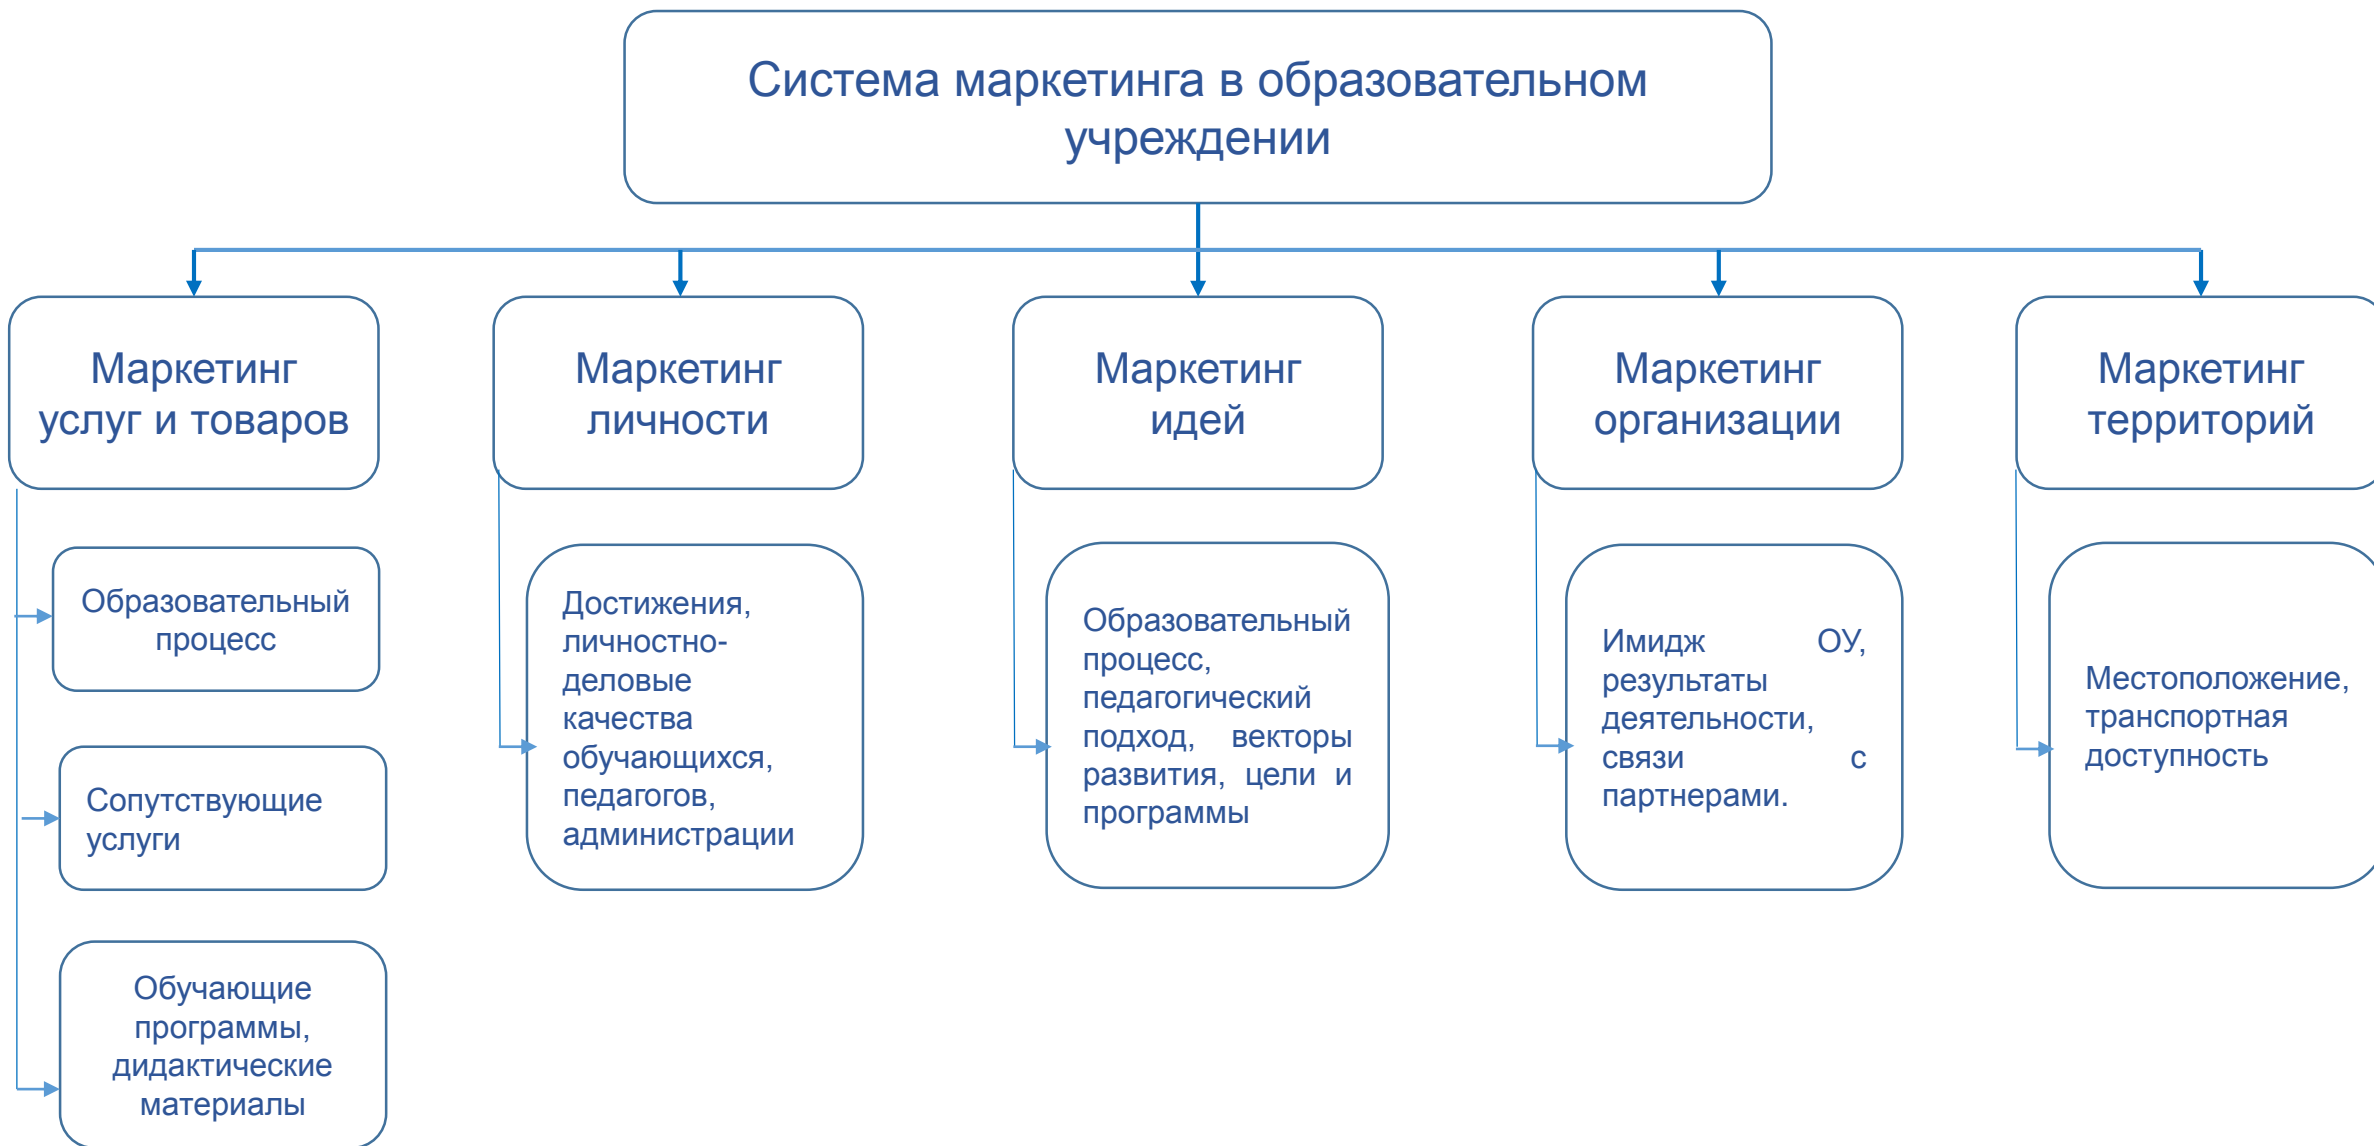 Система маркетинга в образовательном
учреждении
Маркетинг
услуг и товаров
Маркетинг
личности
Маркетинг
идей
Маркетинг
организации
Маркетинг
территорий
Образовательный
процесс
Сопутствующие
услуги
Обучающие
программы,
дидактические
материалы
Достижения,
личностно-
деловые
качества
обучающихся,
педагогов,
администрации
Образовательный
процесс,
педагогический
подход, векторы
развития, цели и
программы
Имидж ОУ,
результаты
деятельности,
связи с
партнерами.
Местоположение,
транспортная
доступность